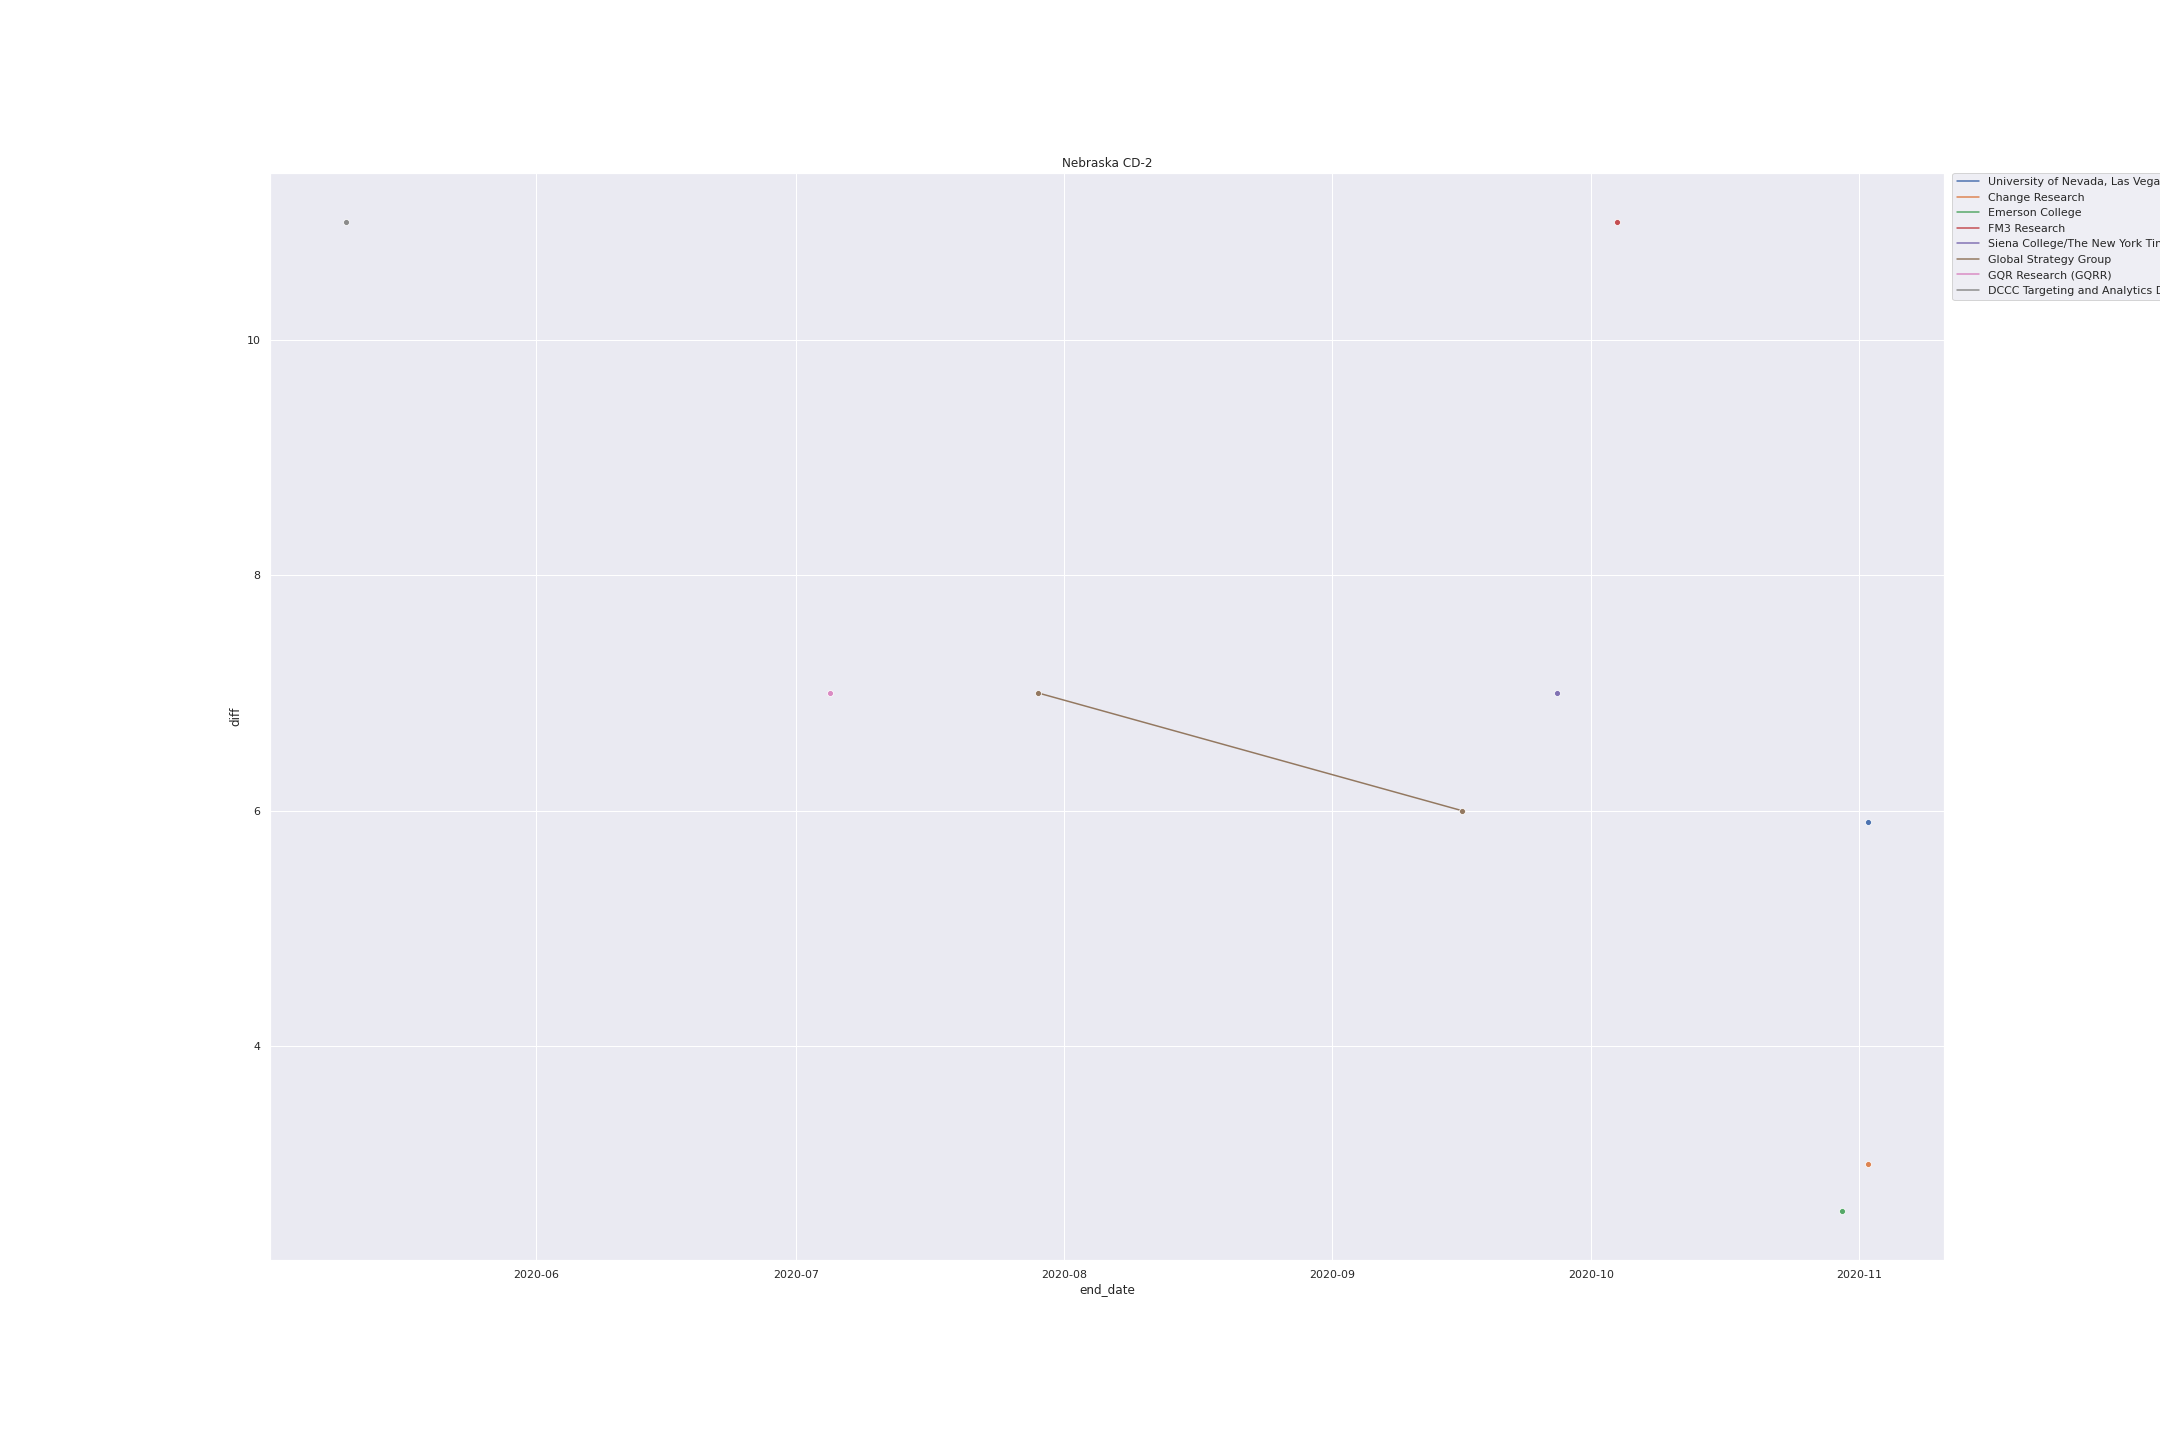 Nebraska CD-2
University of Nevada, Las
Change Research
Emerson College
FM3 Research
Siena College/The New York
Global Strategy Group
GQR Research (GQRR)
DCCC Targeting and Analytics
10
8
diff
6
4
2020-06
2020-07
2020-08
2020-09
2020-10
2020-11
end_date